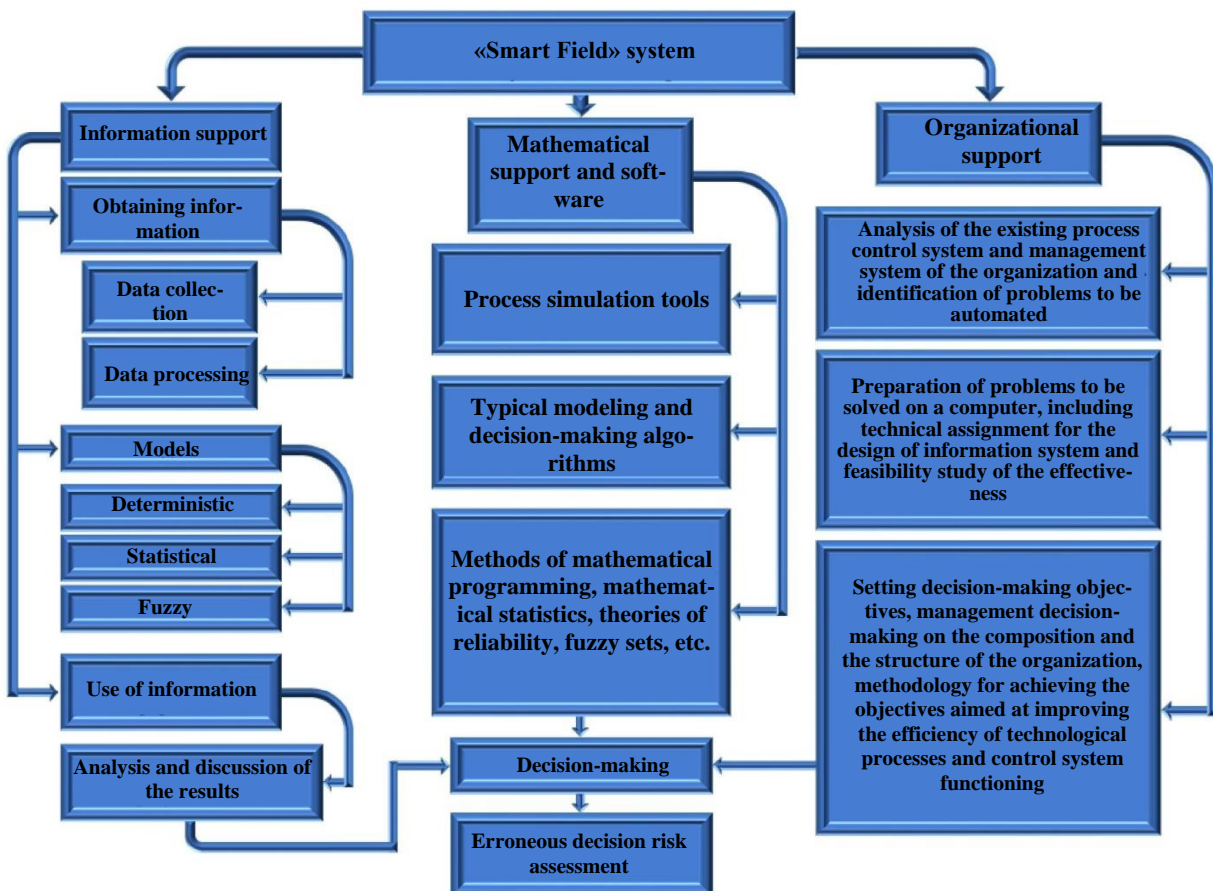 «Smart Field» system
Information support
Obtaining infor-
mation
Data collec-
tion
Data processing
Models
Deterministic
Statistical
Fuzzy
Use of information
Analysis and discussion of
the results
Mathematical
support and soft-
ware
Process simulation tools
Typical modeling and
decision-making algo-
rithms
Methods of mathematical
programming, mathemat-
ical statistics, theories of
reliability, fuzzy sets, etc.
Decision-making
Erroneous decision risk
assessment
Organizational
support
Analysis of the existing process
control system and management
system of the organization and
identification of problems to be
automated
Preparation of problems to be
solved on a computer, including
technical assignment for the
design of information system and
feasibility study of the effective-
ness
Setting decision-making objec-
tives, management decision-
making on the composition and
the structure of the organization,
methodology for achieving the
objectives aimed at improving
the efficiency of technological
processes and control system
functioning